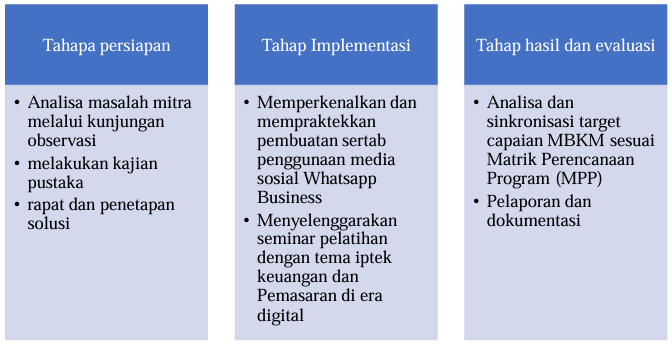 Tahapa persiapan
• Analisa masalah mitra
melalui kunjungan
observasi
• melakukan kajian
pustaka
• rapat dan penetapan
solusi
Tahap Implementasi
• Memperkenalkan dan
mempraktekkan
pembuatan sertab
penggunaan media
sosial Whatsapp
Business
• Menyelenggarakan
seminar pelatihan
dengan tema iptek
keuangan dan
Pemasaran di era
digital
Tahap hasil dan evaluasi
• Analisa dan
sinkronisasi target
capaian MBKM sesuai
Matrik Perencanaan
Program (MPP)
• Pelaporan dan
dokumentasi